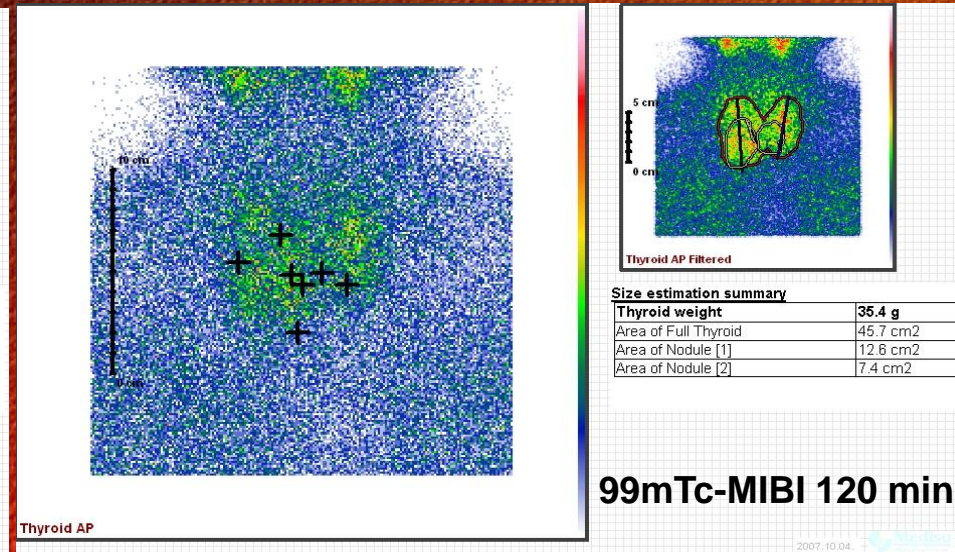 10 cm
0 cm
Thyroid AP
5 cm
0 cm
Thyroid AP Filtered
Size estimation summary
Thyroid weight 35.4 g
Area of Full Thyroid 45.7 cm2
Area of Nodule [1] 12.6 cm2
Area of Nodule [2] 7.4 cm2
99mTc-MIBI 120 min
2007.10.04.
Mediso